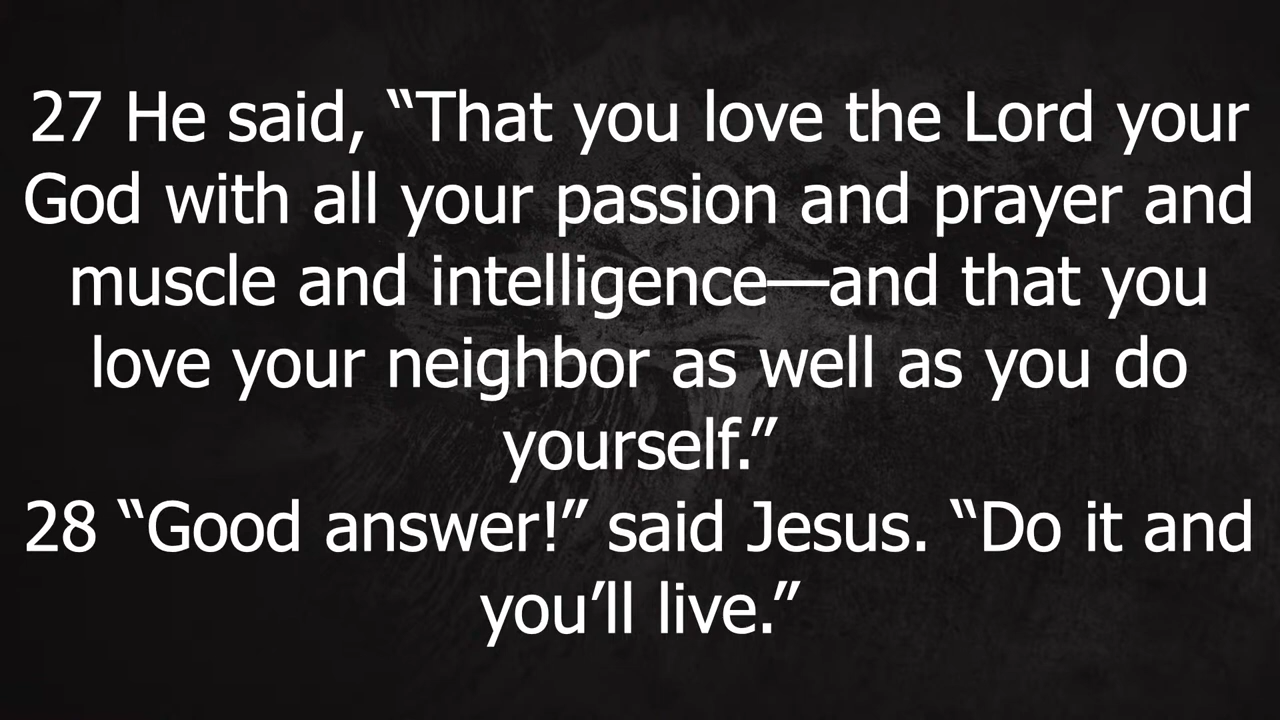 27 He said, “That you love the Lord your
God with all your passion and prayer and
muscle and intelligence—and that you
love your neighbor as well as you do
yourself.”
28 “Good answer!” said Jesus. “Do it and
you’ll live.”